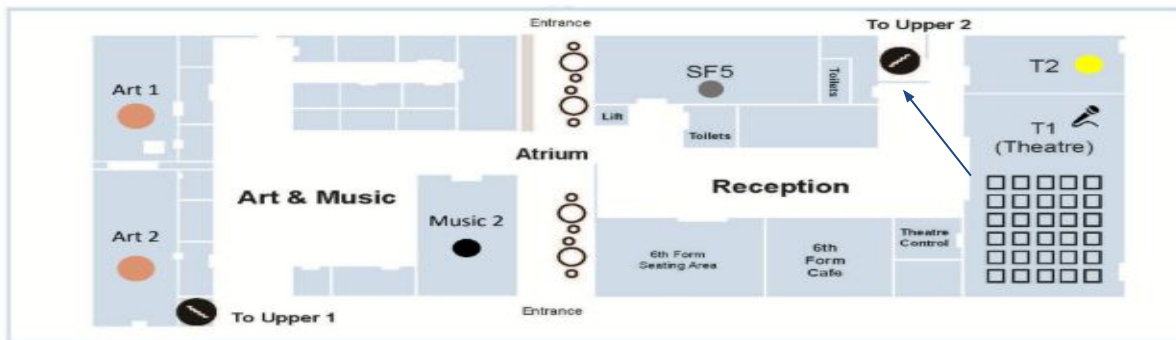 Entrance
To Upper 2
Art 1
SF5
Toilets
T2
Lift
Toilets
T1
(Theatre)
Atrium
Art & Music
Reception
Art 2
Music 2
6th Form
Seating Area
6th
Form
Cafe
Theatre
Control
To Upper 1
Entrance